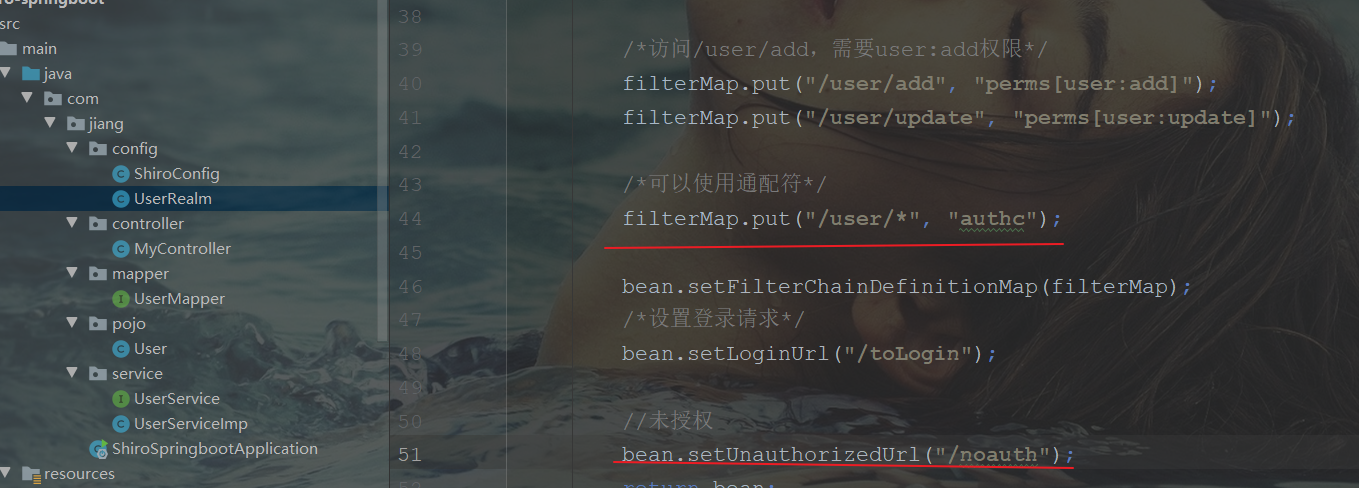 ro-springboot
src
main
java
com
jiang
config
ShiroConfig
UserRealm
controller
MyController
mapper
UserMapper
pojo
User
service
UserService
UserServiceImp
ShiroSpringbootApplication
resources
38
39 /*访问/user/add，需要user:add权限*/
40 filterMap.put("/user/add", "perms[user:add]");
41 filterMap.put("/user/update", "perms[user:update]");
42
43 /*可以使用通配符*/
44 filterMap.put("/user/*", "authc");
45
46 bean.setFilterChainDefinitionMap(filterMap);
47 /*设置登录请求*/
48 bean.setLoginUrl("/toLogin");
49
50 //未授权
51 bean.setUnauthorizedUrl("/noauth");
52 return bean;